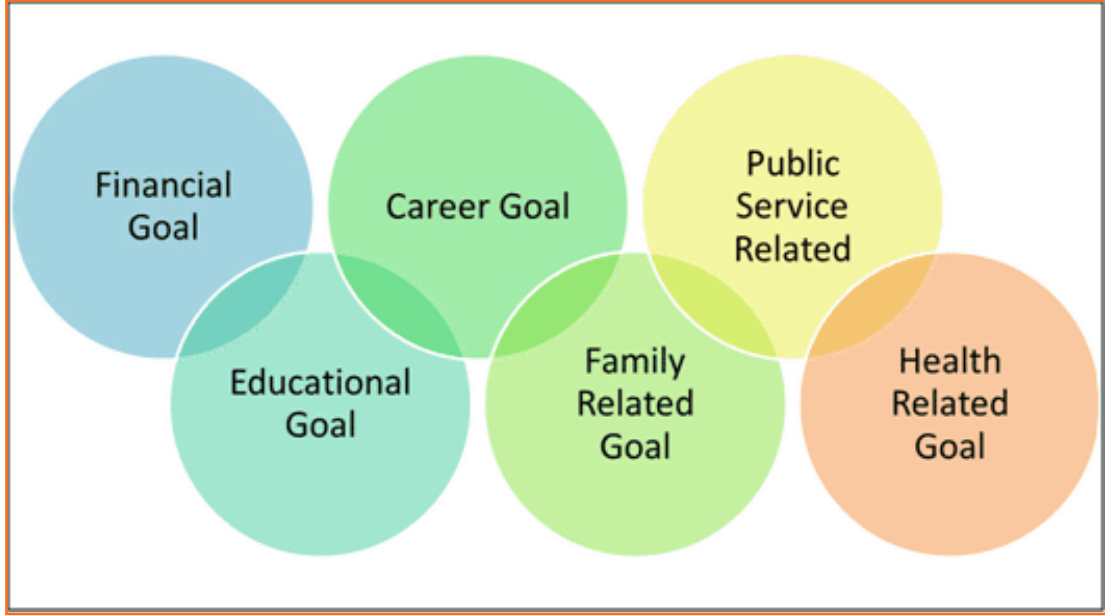 Financial
Goal
Career Goal
Public
Service
Related
Educational
Goal
Family
Related
Goal
Health
Related
Goal